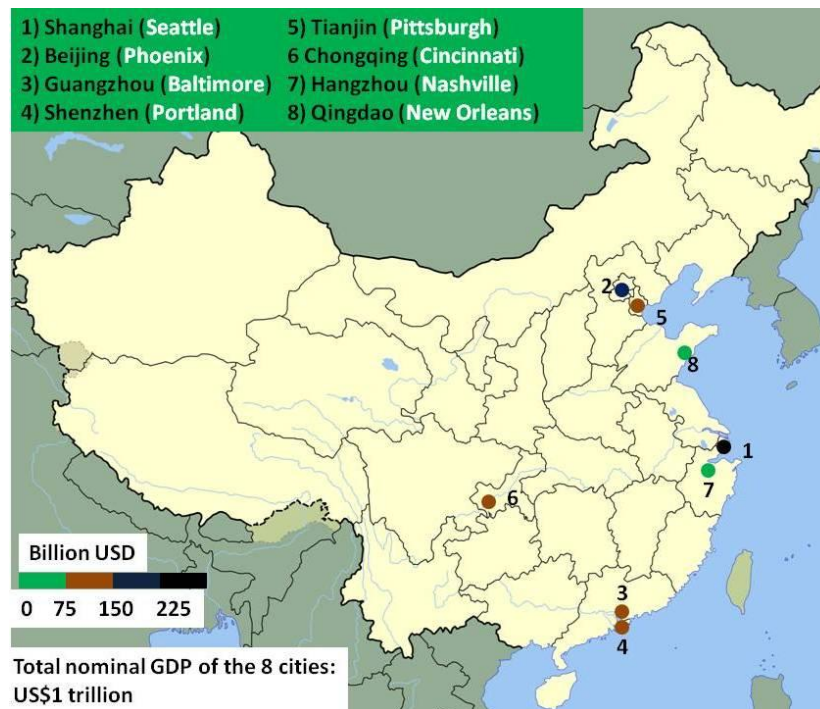 1) Shanghai (Seattle) 5) Tianjin (Pittsburgh)
2) Beijing (Phoenix) 6 Chongqing (Cincinnati)
3) Guangzhou (Baltimore) 7) Hangzhou (Nashville)
4) Shenzhen (Portland) 8) Qingdao (New Orleans)
2
5
8
1
7
6
3
4
Billion USD
0 75 150 225
Total nominal GDP of the 8 cities:
US$1 trillion